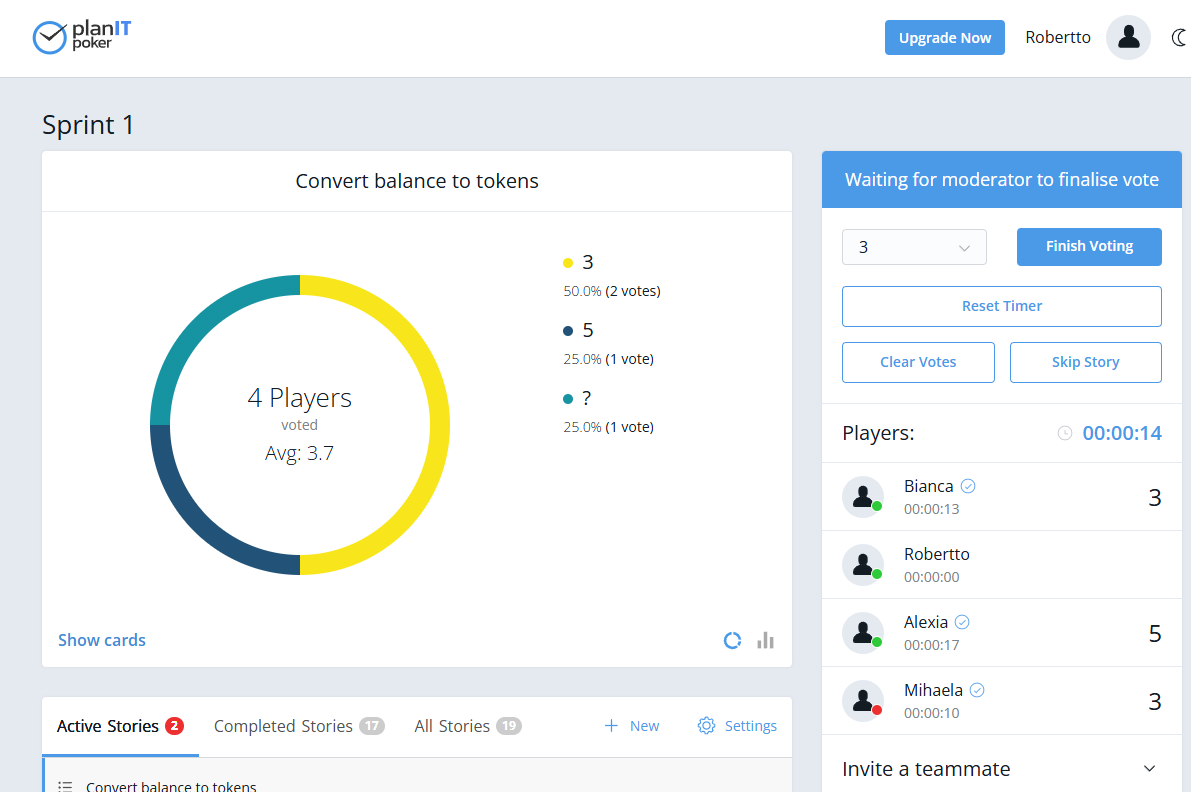 planIT
poker
Upgrade Now
Robertto
Sprint 1
Convert balance to tokens
4 Players
voted
Avg: 3.7
3
50.0% (2 votes)
5
25.0% (1 vote)
?
25.0% (1 vote)
Show cards
Waiting for moderator to finalise vote
3
Finish Voting
Reset Timer
Clear Votes
Skip Story
Players:
00:00:14
Bianca
00:00:13
3
Robertto
00:00:00
Alexia
00:00:17
5
Mihaela
00:00:10
3
Invite a teammate
Active Stories 2
Completed Stories 17
All Stories 19
New
Settings
Convert balance to tokens